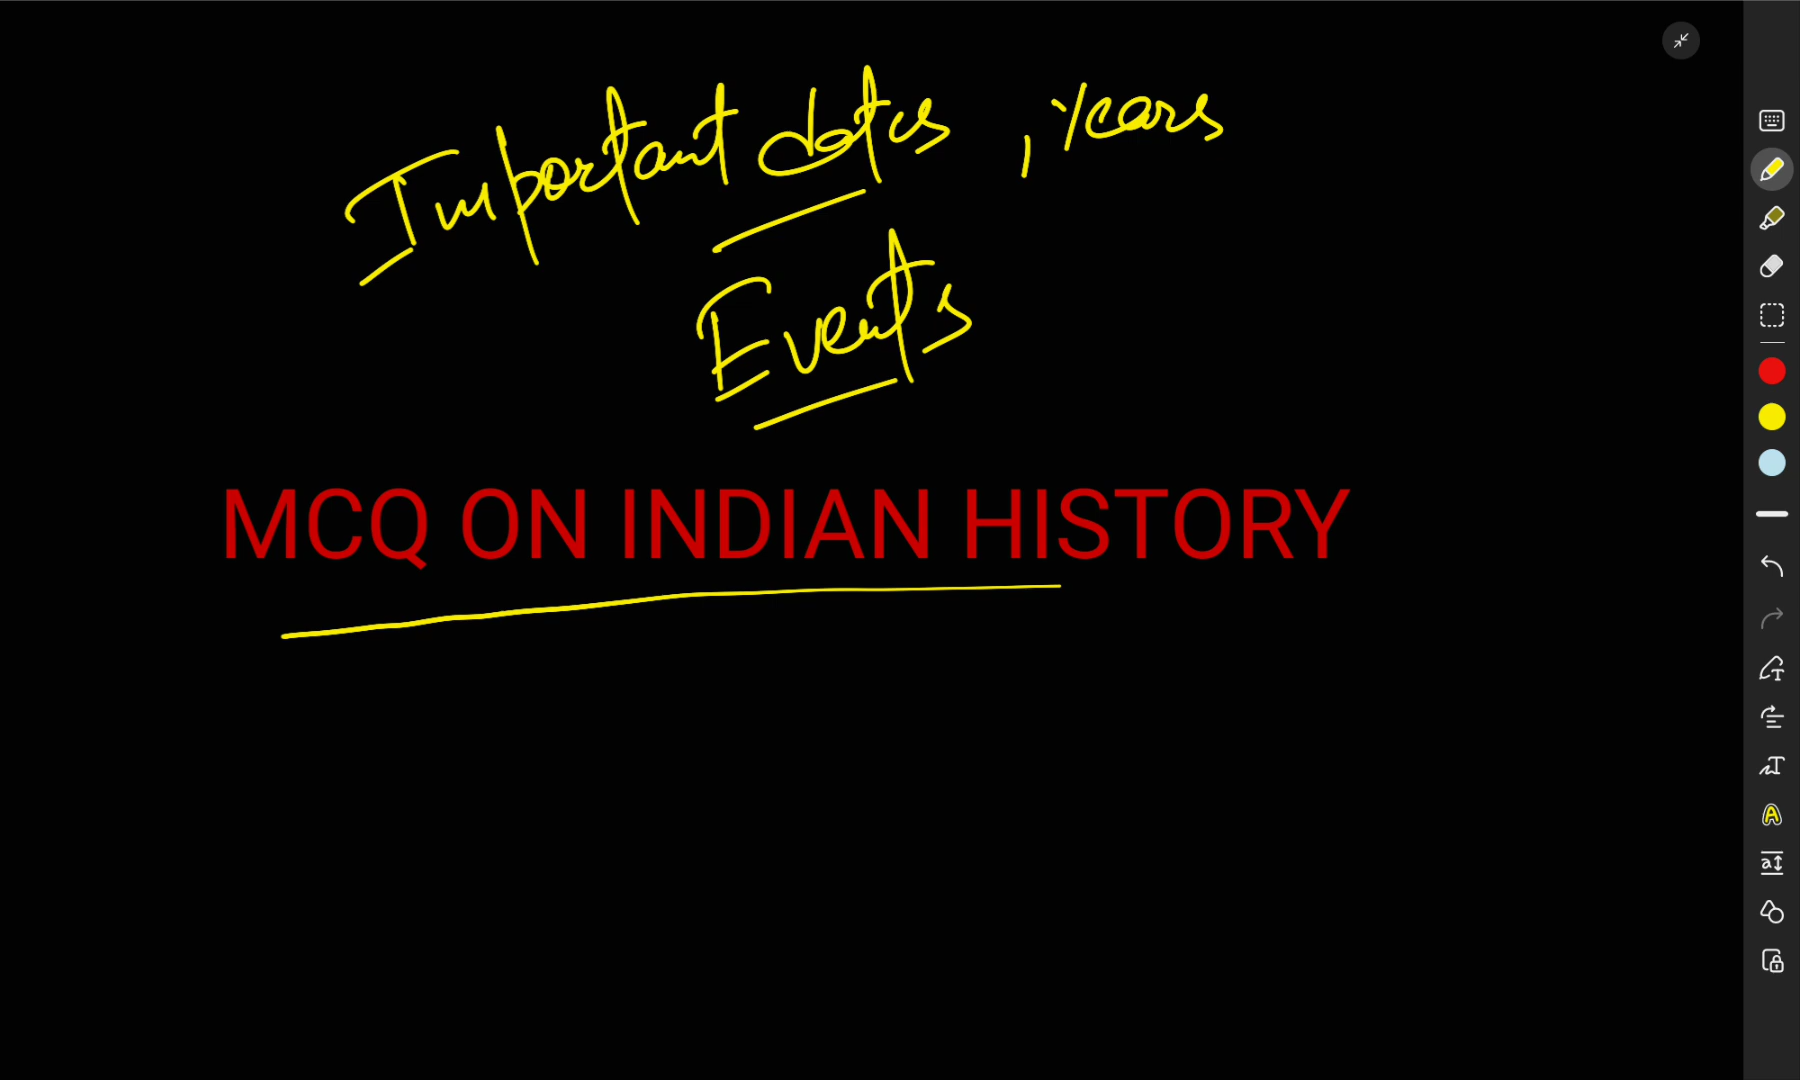 Important dates, years
Events
MCQ ON INDIAN HISTORY